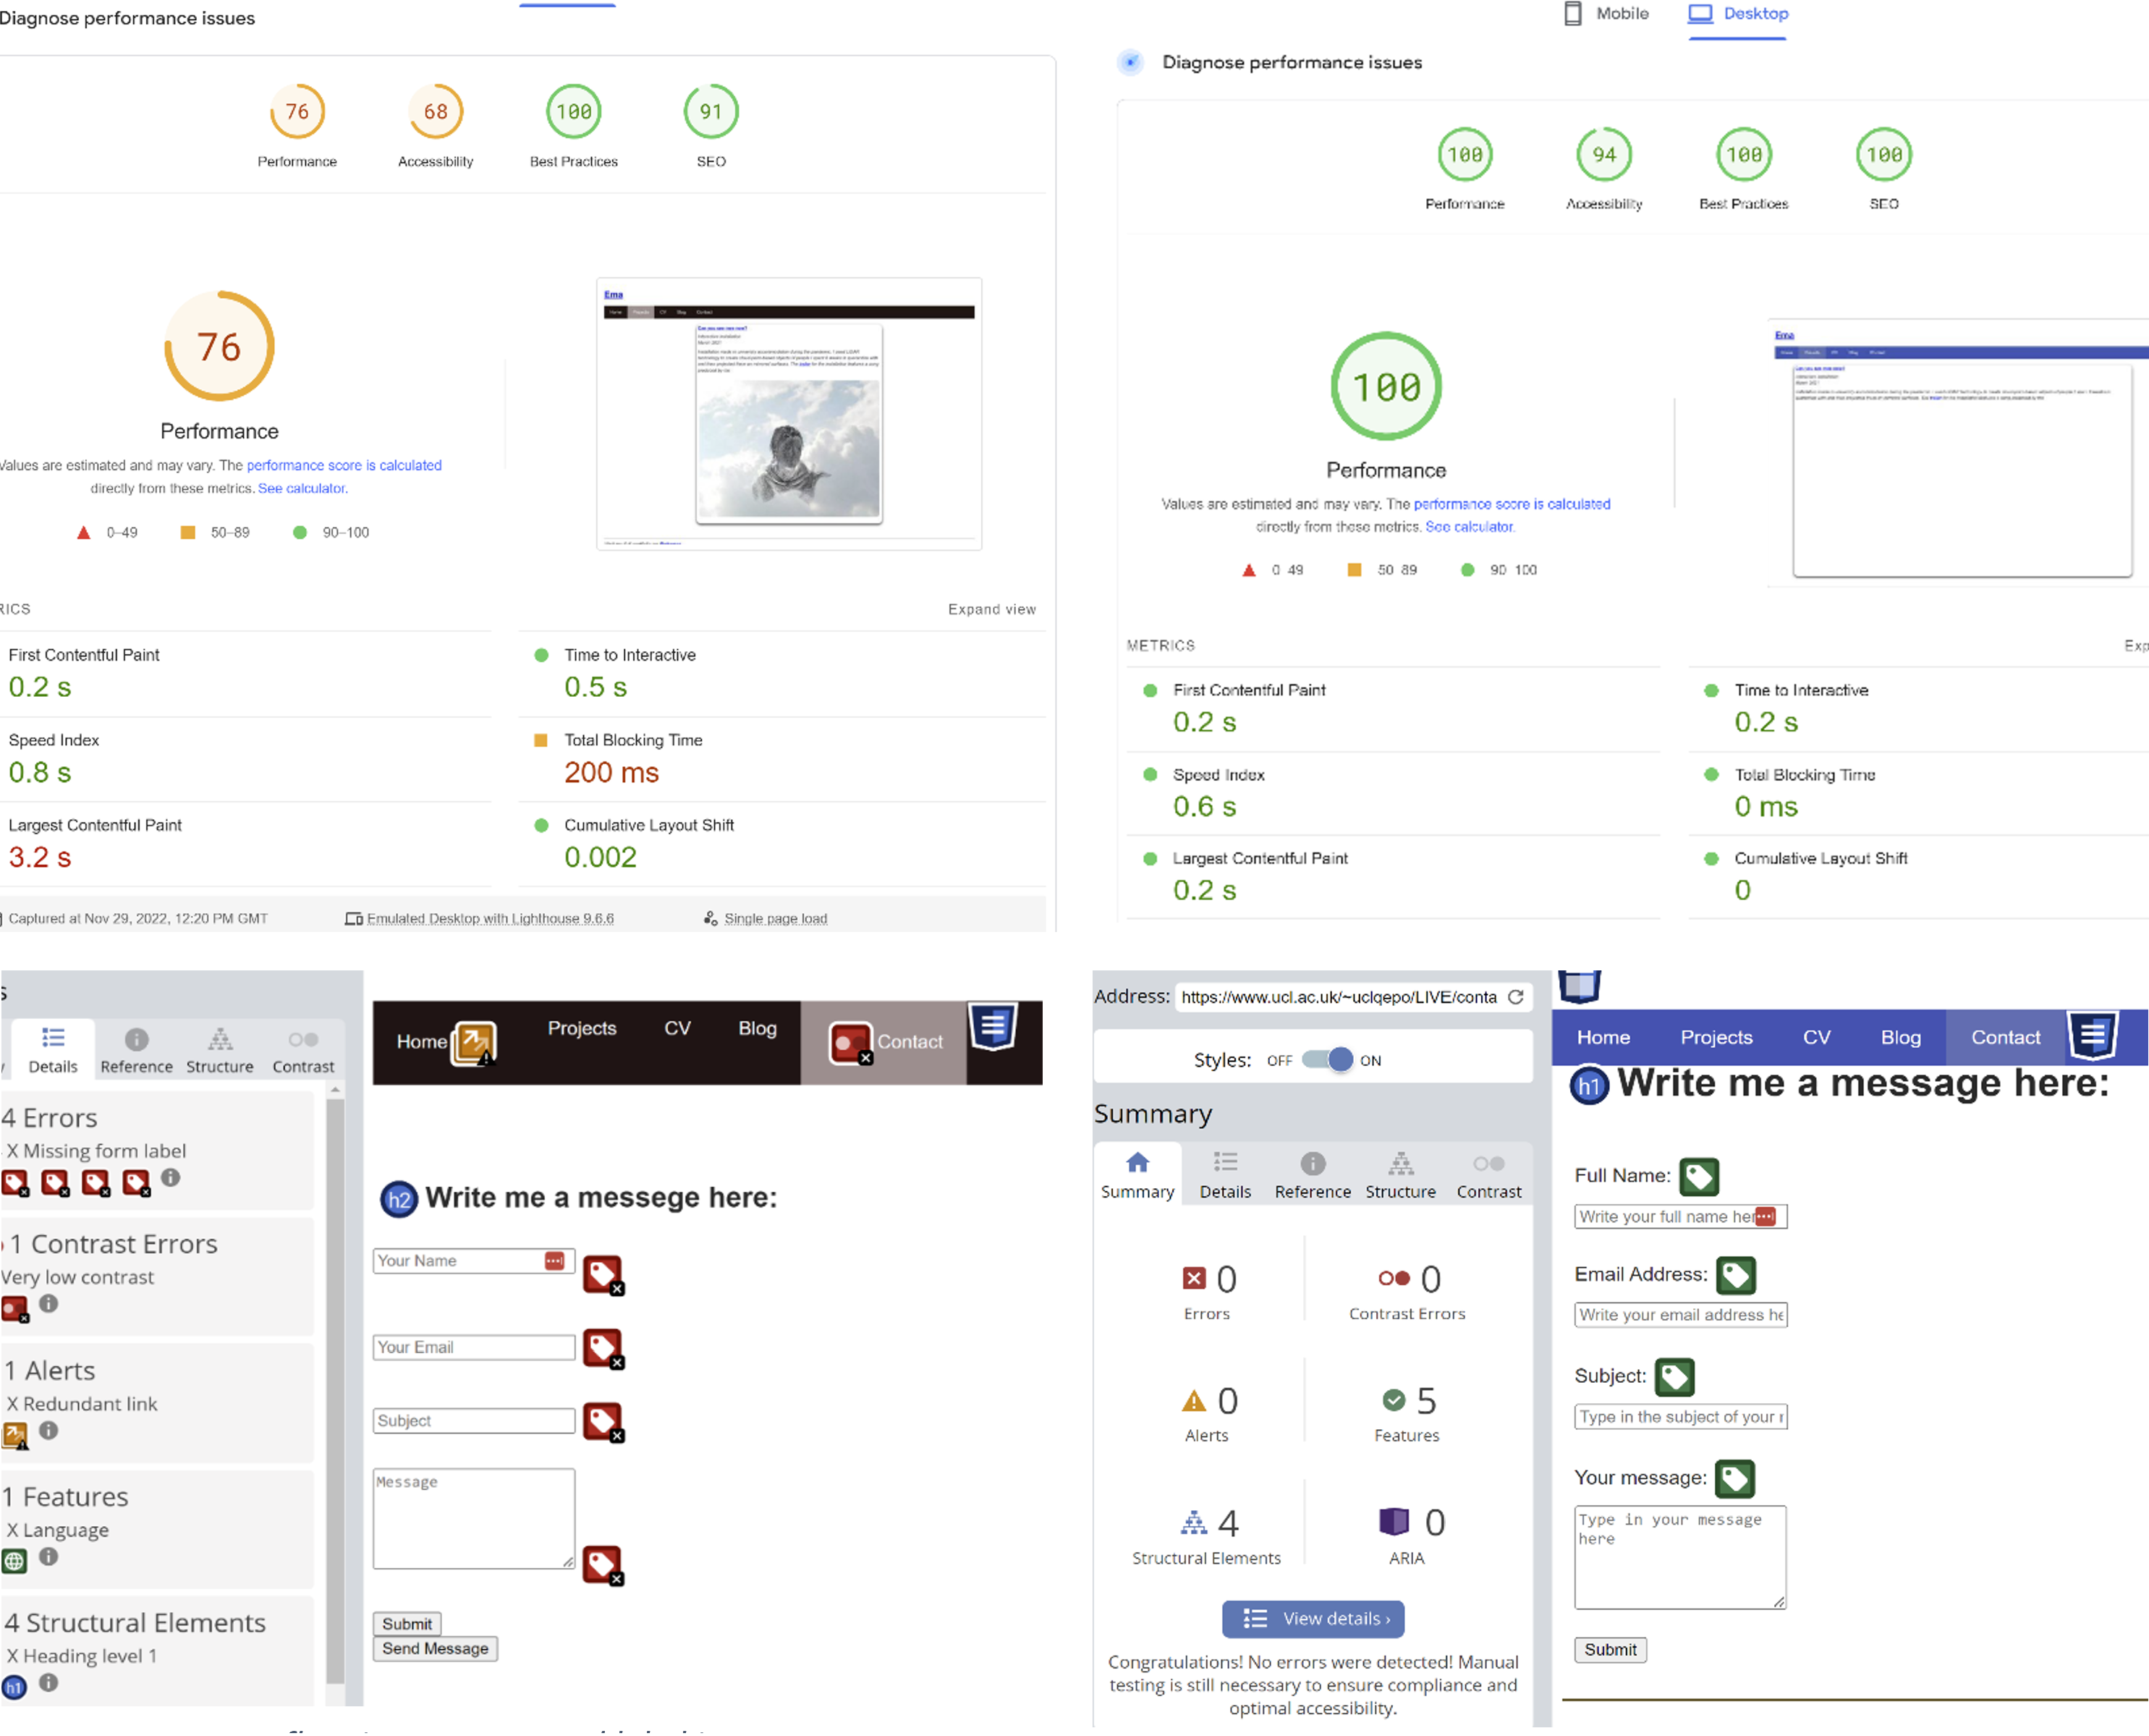 Diagnose performance issues
76
68
100
91
Performance
Accessibility
Best Practices
SEO
76
Performance
Values are estimated and may vary. The performance score is calculated
directly from these metrics. See calculator.
0–49
50–89
90–100
Ema
Home
CV
Blog
Contact
Can you see me now?
March 2021
RICS
Expand view
First Contentful Paint
0.2 s
Time to Interactive
0.5 s
Speed Index
0.8 s
Total Blocking Time
200 ms
Largest Contentful Paint
3.2 s
Cumulative Layout Shift
0.002
Captured at Nov 29, 2022, 12:20 PM GMT
Emulated Desktop with Lighthouse 9.6.6
Single page load
Mobile
Desktop
Diagnose performance issues
100
94
100
100
Performance
Accessibility
Best Practices
SEO
100
Performance
Values are estimated and may vary. The performance score is calculated
directly from these metrics. See calculator.
0 49
50 89
90 100
Ema
METRICS
Exp
First Contentful Paint
0.2 s
Time to Interactive
0.2 s
Speed Index
0.6 s
Total Blocking Time
0 ms
Largest Contentful Paint
0.2 s
Cumulative Layout Shift
0
s
Details
Reference
Structure
Contrast
4 Errors
X Missing form label
1 Contrast Errors
Very low contrast
1 Alerts
X Redundant link
1 Features
X Language
4 Structural Elements
X Heading level 1
h1
Home
Projects
CV
Blog
Contact
h2 Write me a messege here:
Your Name
Your Email
Subject
Message
Submit
Send Message
Address: https://www.ucl.ac.uk/~uclqepo/LIVE/conta
Styles: OFF ON
Summary
Summary
Details
Reference
Structure
Contrast
0
Errors
0
Contrast Errors
0
Alerts
5
Features
4
Structural Elements
0
ARIA
View details ›
Congratulations! No errors were detected! Manual
testing is still necessary to ensure compliance and
optimal accessibility.
Home
Projects
CV
Blog
Contact
h1 Write me a message here:
Full Name:
Write your full name her
Email Address:
Write your email address he
Subject:
Type in the subject of your
Your message:
Type in your message
here
Submit